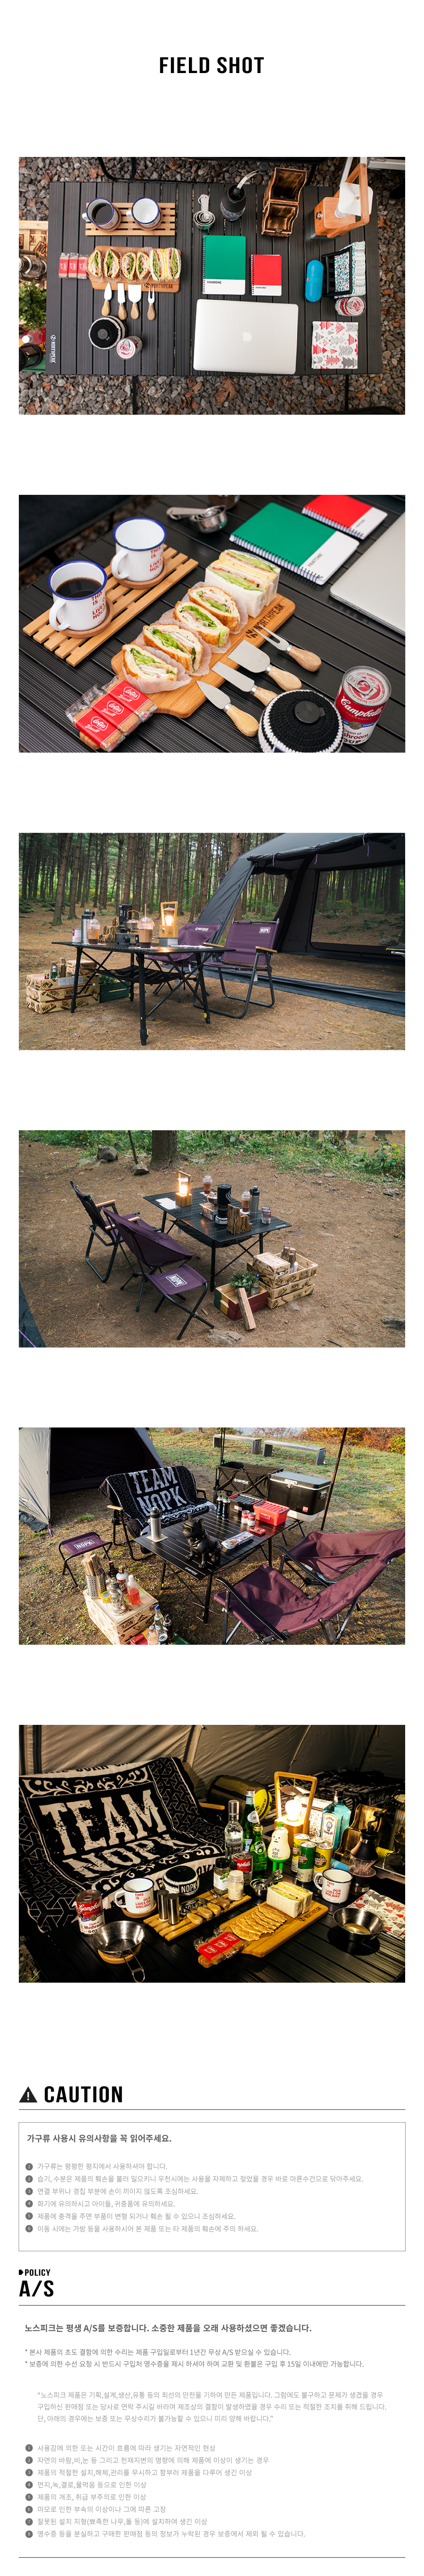 FIELD SHOT
NORTHPEAK
NORTHPEAK
Campbell's
NOPK
NOPK
TEAM
NOPK
NOPK
TEAM
NOPK
CAUTION
가구류 사용시 유의사항을 꼭 읽어주세요.
1 가구류는 평평한 평지에서 사용하셔야 합니다.
2 습기, 수분은 제품의 훼손을 불러 일으키니 우천시에는 사용을 자제하고 젖었을 경우 바로 마른수건으로 닦아주세요.
3 연결 부위나 경첩 부분에 손이 끼이지 않도록 조심하세요.
4 화기에 유의하시고 아이들, 귀중품에 유의하세요.
5 제품에 충격을 주면 부품이 변형 되거나 훼손 될 수 있으니 조심하세요.
6 이동 시에는 가방 등을 사용하시어 본 제품 또는 타 제품의 훼손에 주의 하세요.
POLICY
A/S
노스피크는 평생 A/S를 보증합니다. 소중한 제품을 오래 사용하셨으면 좋겠습니다.
* 본사 제품의 초도 결함에 의한 수리는 제품 구입일로부터 1년간 무상 A/S 받으실 수 있습니다.
* 보증에 의한 수선 요청 시 반드시 구입처 영수증을 제시 하셔야 하며 교환 및 환불은 구입 후 15일 이내에만 가능합니다.
"노스피크 제품은 기획,설계,생산,유통 등의 최선의 만전을 기하여 만든 제품입니다. 그럼에도 불구하고 문제가 생겼을 경우
구입하신 판매점 또는 당사로 연락 주시길 바라며 제조상의 결함이 발생하였을 경우 수리 또는 적절한 조치를 취해 드립니다.
단, 아래의 경우에는 보증 또는 무상수리가 불가능할 수 있으니 미리 양해 바랍니다."
1 사용감에 의한 또는 시간이 흐름에 따라 생기는 자연적인 현상
2 자연의 바람,비,눈 등 그리고 천재지변의 영향에 의해 제품에 이상이 생기는 경우
3 제품의 적절한 설치,해체,관리를 무시하고 함부러 제품을 다루어 생긴 이상
4 먼지,녹,결로,물먹음 등으로 인한 이상
5 제품의 개조, 취급 부주의로 인한 이상
6 마모로 인한 부속의 이상이나 그에 따른 고장
7 잘못된 설치 지형(뾰족한 나무,돌 등)에 설치하여 생긴 이상
8 영수증 등을 분실하고 구매한 판매점 등의 정보가 누락된 경우 보증에서 제외 될 수 있습니다.